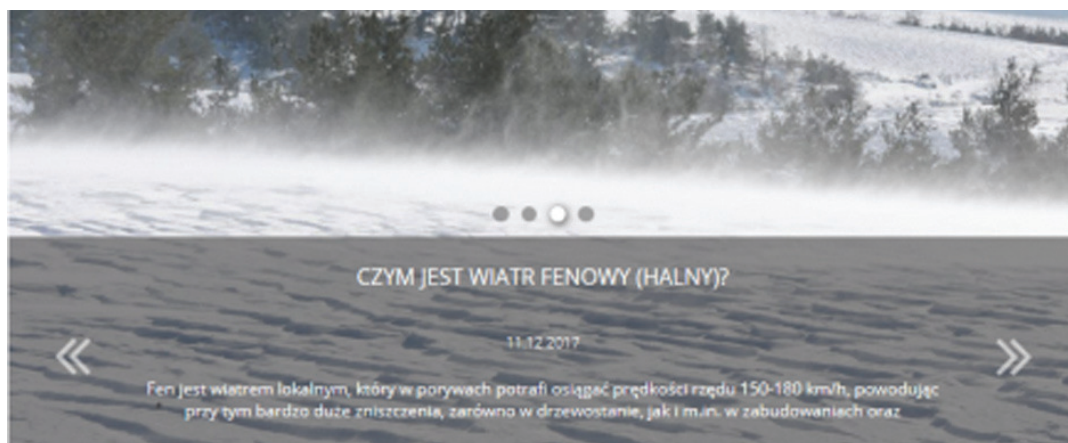 CZYM JEST WIATR FENOWY (HALNY)?
11.12.2017
Fen jest wiatrem lokalnym, który w porywach potrafi osiągać prędkości rzędu 150-180 km/h, powodując
przy tym bardzo duże zniszczenia, zarówno w drzewostanie, jak i m.in. w zabudowaniach oraz